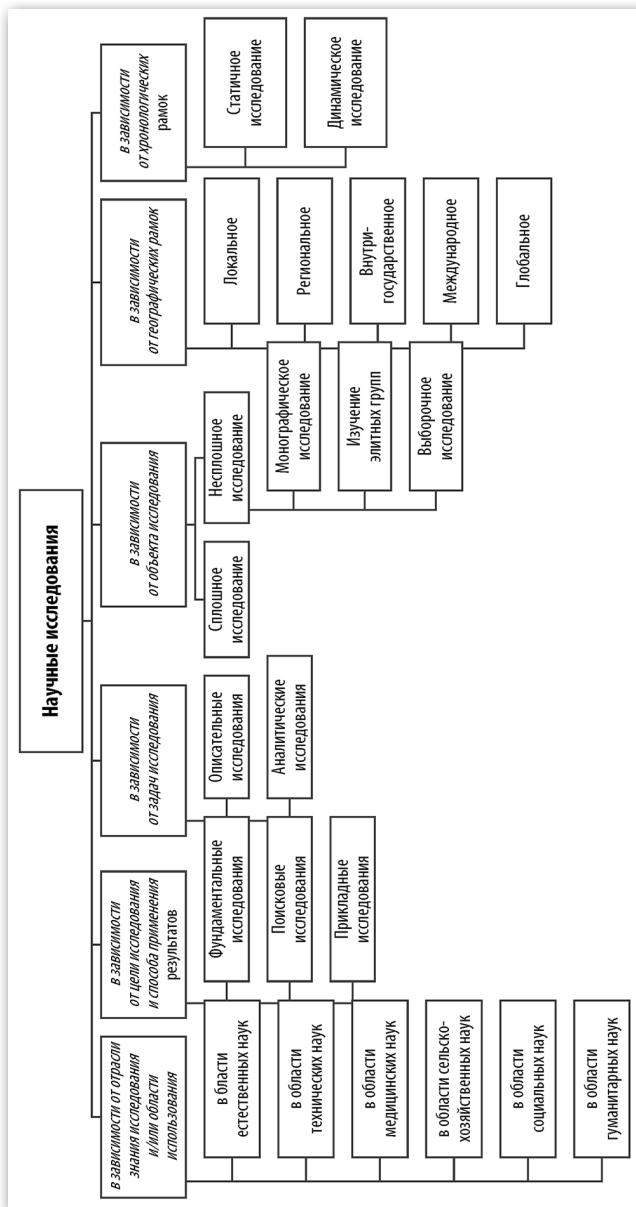 Научные исследования
в зависимости от отрасли
знания исследования
и/или области
использования
в бласти
естественных наук
в области
технических наук
в области
медицинских наук
в области сельско-
хозяйственных наук
в области
социальных наук
в области
гуманитарных наук
в зависимости
от цели исследования
и способа применения
результатов
Фундаментальные
исследования
Поисковые
исследования
Прикладные
исследования
в зависимости
от задач исследования
Описательные
исследования
Аналитические
исследования
в зависимости
от объекта исследования
Сплошное
исследование
Несплошное
исследование
Монографическое
исследование
Изучение
элитных групп
Выборочное
исследование
в зависимости
от географических рамок
Локальное
Региональное
Внутри-
государственное
Международное
Глобальное
в зависимости
от хронологических
рамок
Статичное
исследование
Динамическое
исследование